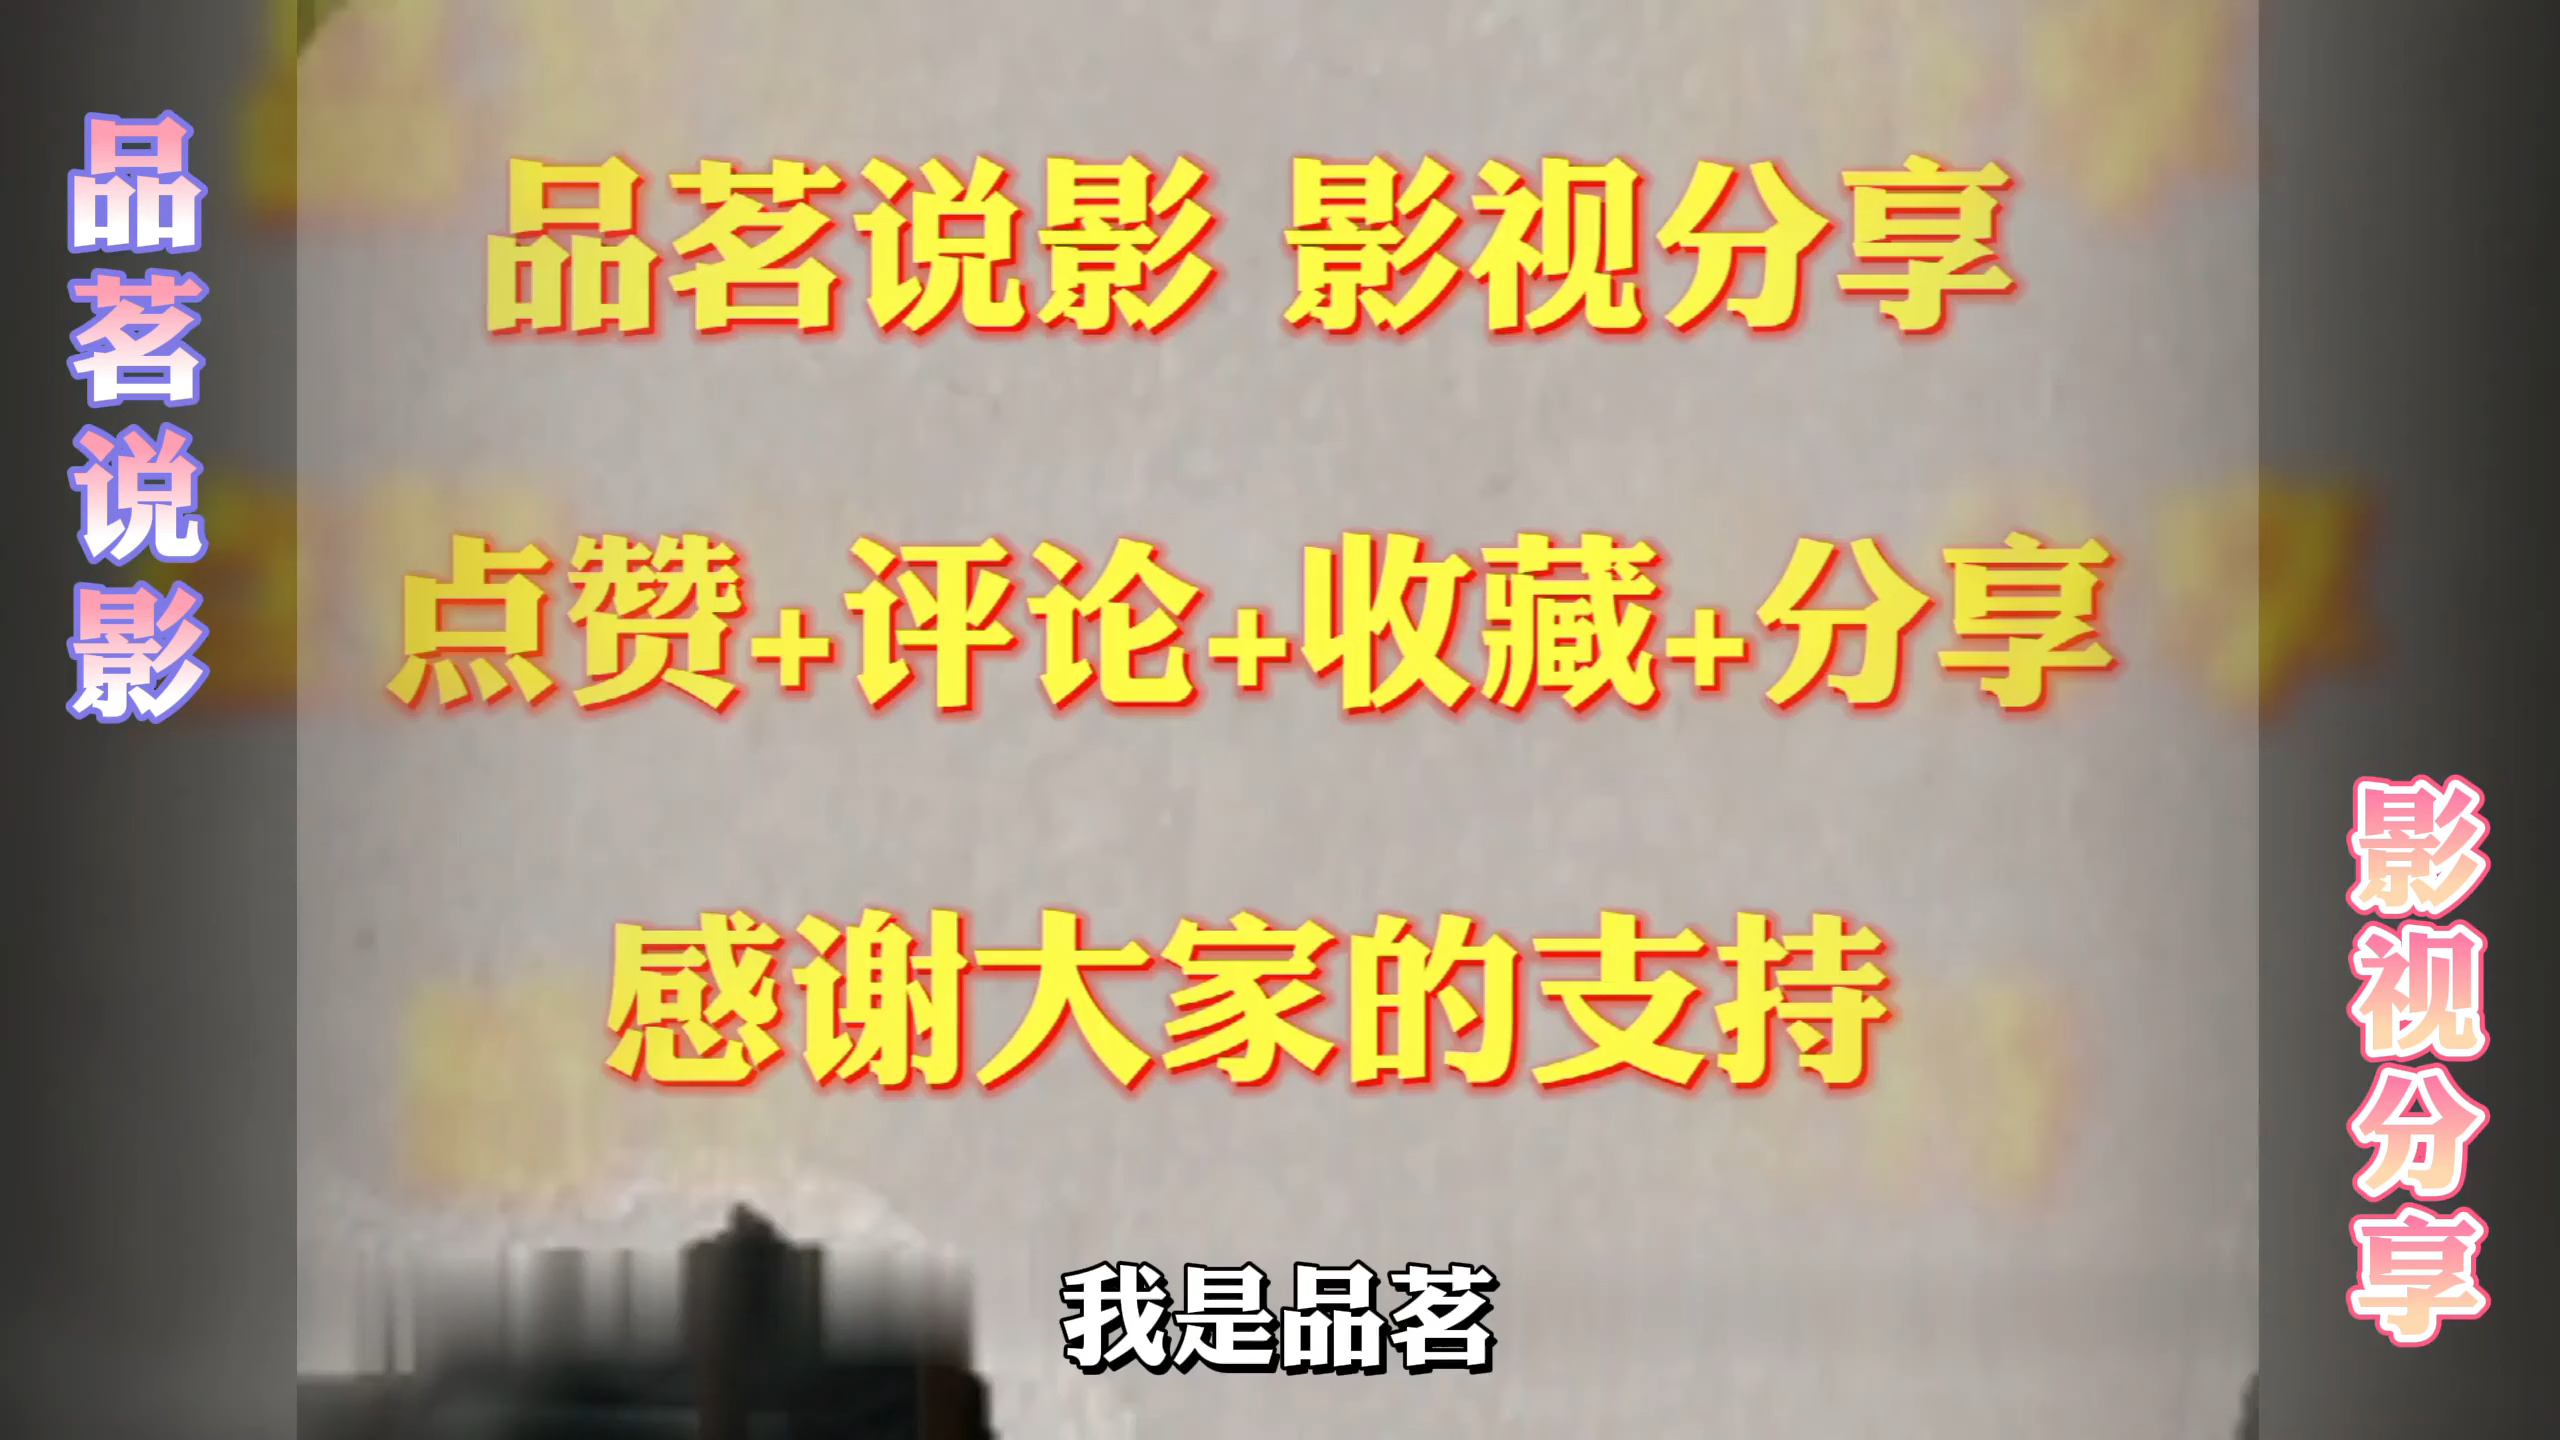 品茗说影
品茗说影 影视分享
点赞+评论+收藏+分享
感谢大家的支持
影视分享
我是品茗